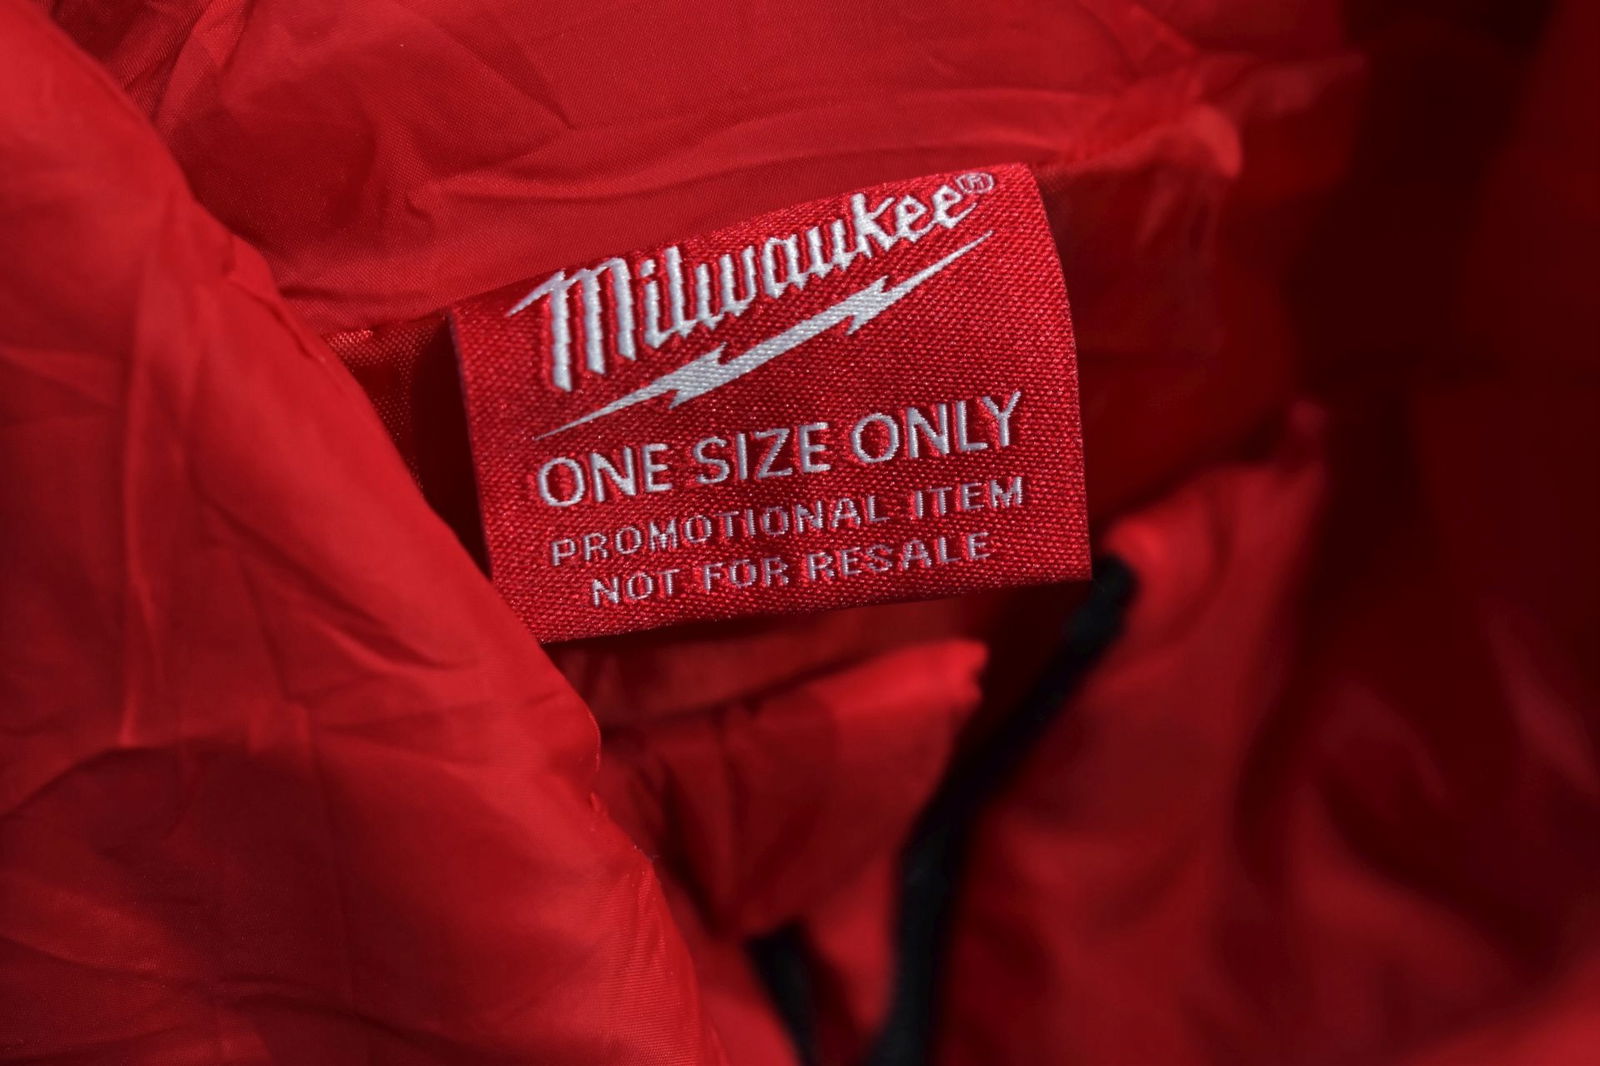 Milwaukee®
ONE SIZE ONLY
PROMOTIONAL ITEM
NOT FOR RESALE